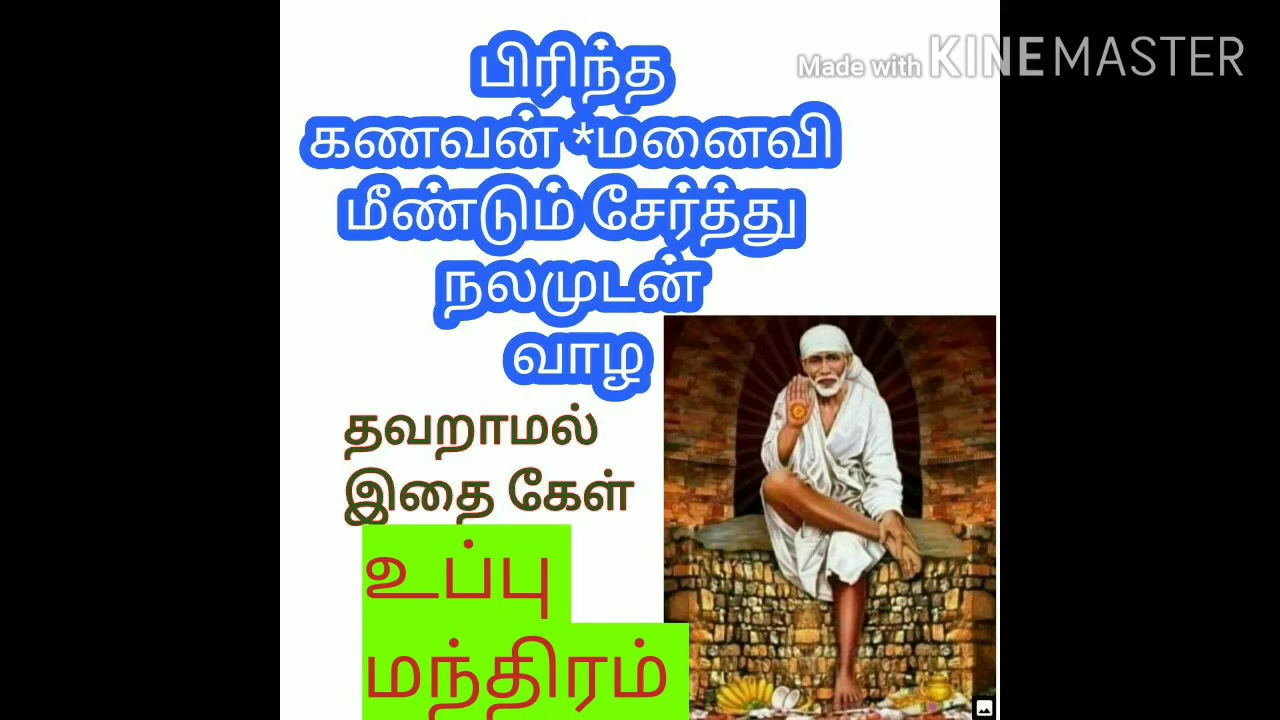 Made with KINEMASTER
பிரிந்த
கணவன் *மனைவி
மீண்டும் சேர்த்து
நலமுடன்
வாழ
தவறாமல்
இதை கேள்
உப்பு
மந்திரம்